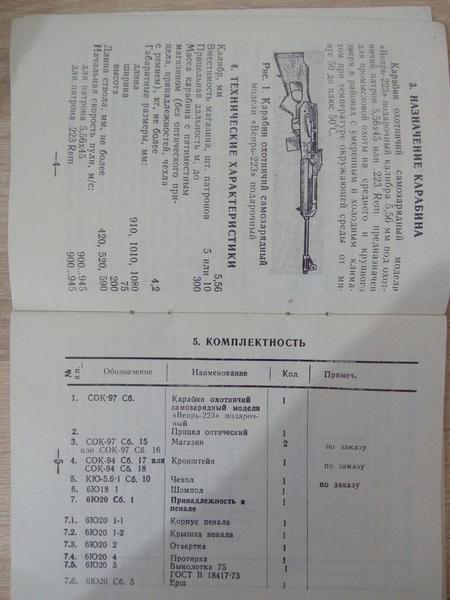 3. НАЗНАЧЕНИЕ КАРАБИНА
Карабин охотничий самозарядный модели
«Вепрь-223» подарочный калибра 5,56 мм под охот-
ничий патрон 5,56х45 или .223 Rem предназначен
для промысловой охоты на среднего и крупного
зверя в районах с умеренным и холодным клима-
том при температуре окружающей среды от ми-
нус 50 до плюс 50°С.
Рис. 1. Карабин охотничий самозарядный
модели «Вепрь-223» подарочный
4. ТЕХНИЧЕСКИЕ ХАРАКТЕРИСТИКИ
Калибр, мм 5,56
Вместимость магазина, шт. патронов 5 или 10
Прицельная дальность, м, до 300
Масса карабина с пятиместным
магазином (без оптического при-
цела, принадлежностей, чехла
с ремнем), кг, не более 4,2
Габаритные размеры, мм:
длина 910, 1010, 1080
ширина 75
высота 200
Длина ствола, мм, не более 420, 520, 590
Начальная скорость пули, м/с:
для патрона 5,56х45 900...945
для патрона .223 Rem 900...945
—4—
5. КОМПЛЕКТНОСТЬ
№ п/п. Обозначение Наименование Кол Примеч.
1. СОК-97 Сб. Карабин охотничий 1
самозарядный модели
«Вепрь-223» подароч-
ный
2. Прицел оптический 1
3. СОК-97 Сб. 15 Магазин 2 по заказу
или СОК-97 Сб. 16
4. СОК-94 Сб. 17 или Кронштейн 1 по заказу
СОК-94 Сб. 18
5. КЮ-5.6-1 Сб. 10 Чехол 1 по заказу
6. 6Ю18 1 Шомпол 1
7. 6Ю20 Сб. 1 Принадлежность в 1
пенале
7.1. 6Ю20 1-1 Корпус пенала 1
7.2. 6Ю20 1-2 Крышка пенала 1
7.3. 6Ю20 2 Отвертка 1
7.4. 6Ю20 4 Протирка 1
7.5. 6Ю20 5 Выколотка 75 1
ГОСТ В 18417-73
7.6. 6Ю20 Сб. 5 Ерш 1
—5—